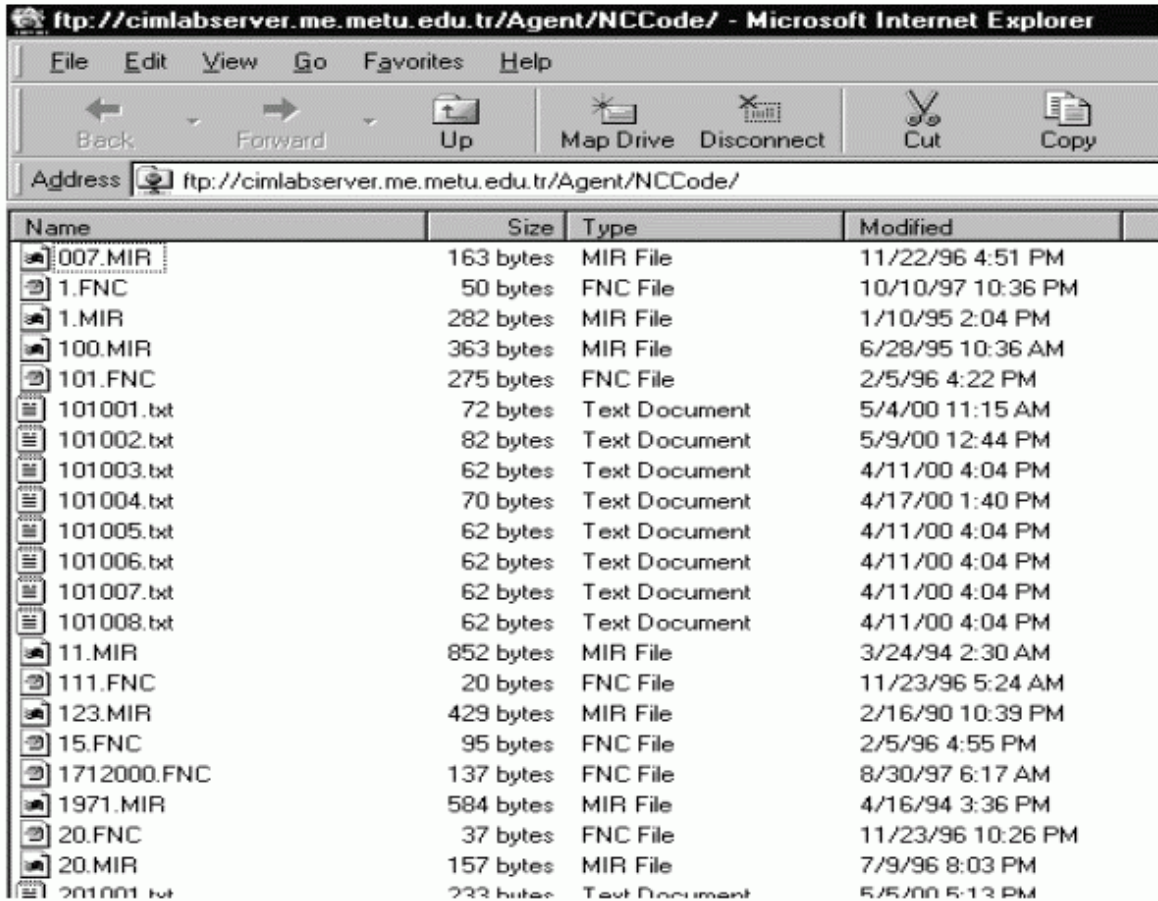 ftp://cimlabserver.me.metu.edu.tr/Agent/NCCode/ - Microsoft Internet Explorer
File Edit View Go Favorites Help
Back Forward Up Map Drive Disconnect Cut Copy
Address ftp://cimlabserver.me.metu.edu.tr/Agent/NCCode/
Name Size Type Modified
007.MIR 163 bytes MIR File 11/22/96 4:51 PM
1.FNC 50 bytes FNC File 10/10/97 10:36 PM
1.MIR 282 bytes MIR File 1/10/95 2:04 PM
100.MIR 363 bytes MIR File 6/28/95 10:36 AM
101.FNC 275 bytes FNC File 2/5/96 4:22 PM
101001.txt 72 bytes Text Document 5/4/00 11:15 AM
101002.txt 82 bytes Text Document 5/9/00 12:44 PM
101003.txt 62 bytes Text Document 4/11/00 4:04 PM
101004.txt 70 bytes Text Document 4/17/00 1:40 PM
101005.txt 62 bytes Text Document 4/11/00 4:04 PM
101006.txt 62 bytes Text Document 4/11/00 4:04 PM
101007.txt 62 bytes Text Document 4/11/00 4:04 PM
101008.txt 62 bytes Text Document 4/11/00 4:04 PM
11.MIR 852 bytes MIR File 3/24/94 2:30 AM
111.FNC 20 bytes FNC File 11/23/96 5:24 AM
123.MIR 429 bytes MIR File 2/16/90 10:39 PM
15.FNC 95 bytes FNC File 2/5/96 4:55 PM
1712000.FNC 137 bytes FNC File 8/30/97 6:17 AM
1971.MIR 584 bytes MIR File 4/16/94 3:36 PM
20.FNC 37 bytes FNC File 11/23/96 10:26 PM
20.MIR 157 bytes MIR File 7/9/96 8:03 PM
201001.txt 233 bytes Text Document 5/5/00 5:13 PM